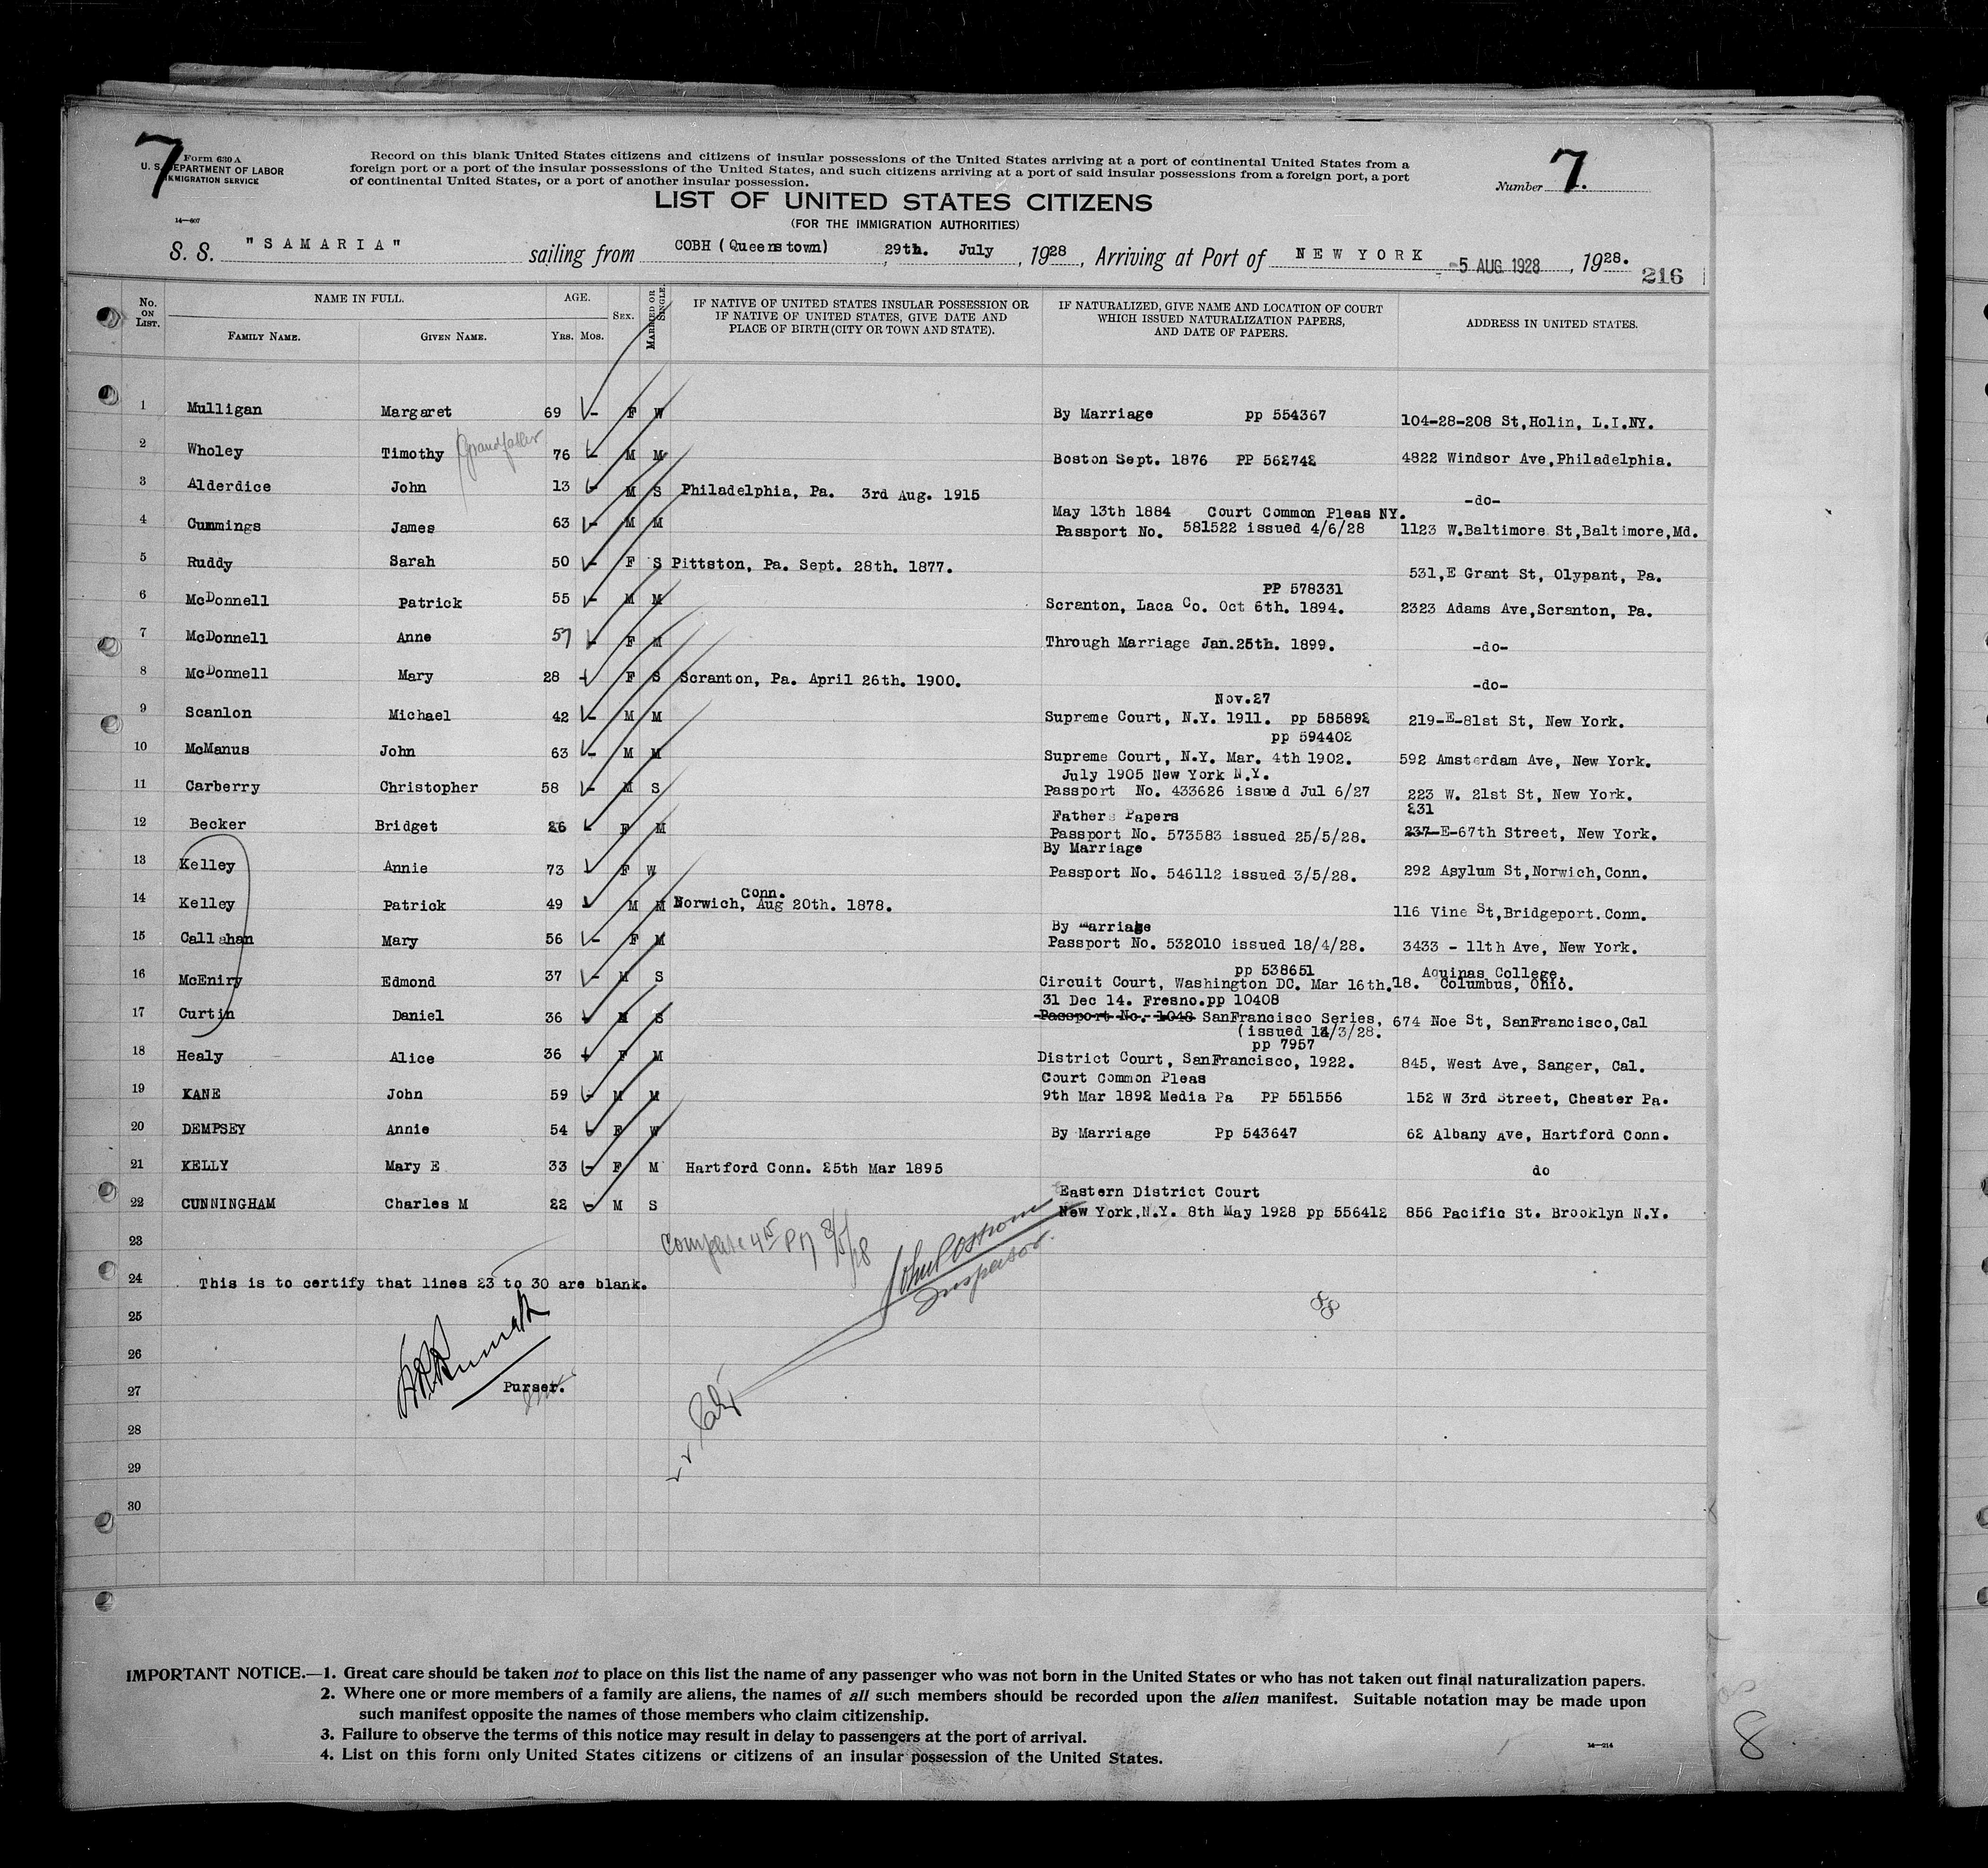 7
7.
Form 630 A
U. S. DEPARTMENT OF LABOR
IMMIGRATION SERVICE
14—607
Record on this blank United States citizens and citizens of insular possessions of the United States arriving at a port of continental United States from a
foreign port or a port of the insular possessions of the United States, and such citizens arriving at a port of said insular possessions from a foreign port, a port
of continental United States, or a port of another insular possession.
Number
LIST OF UNITED STATES CITIZENS
(FOR THE IMMIGRATION AUTHORITIES)
S. S. "SAMARIA" sailing from COBH (Queenstown), 29th. July, 1928, Arriving at Port of NEW YORK 5 AUG 1928, 1928.
216
No. ON LIST. NAME IN FULL. AGE. SEX. MARRIED OR SINGLE. IF NATIVE OF UNITED STATES INSULAR POSSESSION OR IF NATIVE OF UNITED STATES, GIVE DATE AND PLACE OF BIRTH (CITY OR TOWN AND STATE). IF NATURALIZED, GIVE NAME AND LOCATION OF COURT WHICH ISSUED NATURALIZATION PAPERS, AND DATE OF PAPERS. ADDRESS IN UNITED STATES.
FAMILY NAME. GIVEN NAME. YRS. MOS.
1 Mulligan Margaret 69 - F W By Marriage pp 554367 104-28-208 St,Holin, L.I.NY.
2 Wholey Timothy Grandfather 76 - M M Boston Sept. 1876 PP 562742 4822 Windsor Ave,Philadelphia.
3 Alderdice John 13 - M S Philadelphia, Pa. 3rd Aug. 1915 -do-
May 13th 1884 Court Common Pleas NY.
4 Cummings James 63 - M M Passport No. 581522 issued 4/6/28 1123 W.Baltimore St,Baltimore,Md.
5 Ruddy Sarah 50 - F S Pittston, Pa. Sept. 28th. 1877. 531,E Grant St, Olypant, Pa.
PP 578331
6 McDonnell Patrick 55 - M M Scranton, Laca Co. Oct 6th. 1894. 2323 Adams Ave,Scranton, Pa.
7 McDonnell Anne 57 - F M Through Marriage Jan.25th. 1899. -do-
8 McDonnell Mary 28 - F S Scranton, Pa. April 26th. 1900. -do-
Nov.27
9 Scanlon Michael 42 - M M Supreme Court, N.Y. 1911. pp 585892 219-E-81st St, New York.
pp 594402
10 McManus John 63 - M M Supreme Court, N.Y. Mar. 4th 1902. 592 Amsterdam Ave, New York.
July 1905 New York N.Y.
11 Carberry Christopher 58 - M S Passport No. 433626 issued Jul 6/27 223 W. 21st St, New York.
Fathers Papers 231
12 Becker Bridget 26 - F M Passport No. 573583 issued 25/5/28. 237-E-67th Street, New York.
By Marriage
13 Kelley Annie 73 - F W Passport No. 546112 issued 3/5/28. 292 Asylum St,Norwich,Conn.
Conn.
14 Kelley Patrick 49 - M M Norwich, Aug 20th. 1878. 116 Vine St,Bridgeport.Conn.
By Marriage
15 Callahan Mary 56 - F M Passport No. 532010 issued 18/4/28. 3433 - 11th Ave, New York.
pp 538651 Aquinas College.
16 McEniry Edmond 37 - M S Circuit Court, Washington DC. Mar 16th.18. Columbus, Ohio.
31 Dec 14. Fresno.pp 10408
17 Curtin Daniel 36 - M S Passport No. 1048 SanFrancisco Series, 674 Noe St, SanFrancisco,Cal
(issued 14/3/28.
pp 7957
18 Healy Alice 36 - F M District Court, SanFrancisco, 1922. 845, West Ave, Sanger, Cal.
Court Common Pleas
19 KANE John 59 - M M 9th Mar 1892 Media Pa PP 551556 152 W 3rd Street, Chester Pa.
20 DEMPSEY Annie 54 - F W By Marriage Pp 543647 62 Albany Ave, Hartford Conn.
21 KELLY Mary E 33 - F M Hartford Conn. 25th Mar 1895 do
Eastern District Court
22 CUNNINGHAM Charles M 22 - M S New York,N.Y. 8th May 1928 pp 556412 856 Pacific St. Brooklyn N.Y.
23
Compare
Inspector.
24 This is to certify that lines 23 to 30 are blank.
25
26
27 Purser.
28
29
30
IMPORTANT NOTICE.—1. Great care should be taken not to place on this list the name of any passenger who was not born in the United States or who has not taken out final naturalization papers.
2. Where one or more members of a family are aliens, the names of all such members should be recorded upon the alien manifest. Suitable notation may be made upon
such manifest opposite the names of those members who claim citizenship.
3. Failure to observe the terms of this notice may result in delay to passengers at the port of arrival.
4. List on this form only United States citizens or citizens of an insular possession of the United States.
14—214
8